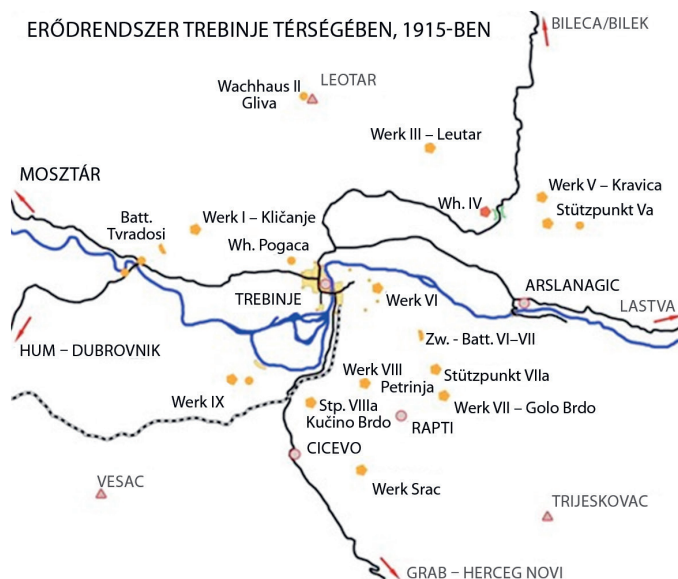 ERŐDRENDSZER TREBINJE TÉRSÉGÉBEN, 1915-BEN
BILECA/BILEK
LEOTAR
Wachhaus II
Gliva
Werk III – Leutar
MOSZTÁR
Werk V – Kravica
Wh. IV
Stützpunkt Va
Batt.
Tvradosi
Werk I – Kličanje
Wh. Pogaca
TREBINJE
Werk VI
ARSLANAGIC
LASTVA
HUM – DUBROVNIK
Zw. - Batt. VI–VII
Werk VIII
Petrinja
Stützpunkt VIIa
Werk IX
Stp. VIIIa
Kučino Brdo
Werk VII – Golo Brdo
RAPTI
CICEVO
VESAC
Werk Srac
TRIJESKOVAC
GRAB – HERCEG NOVI